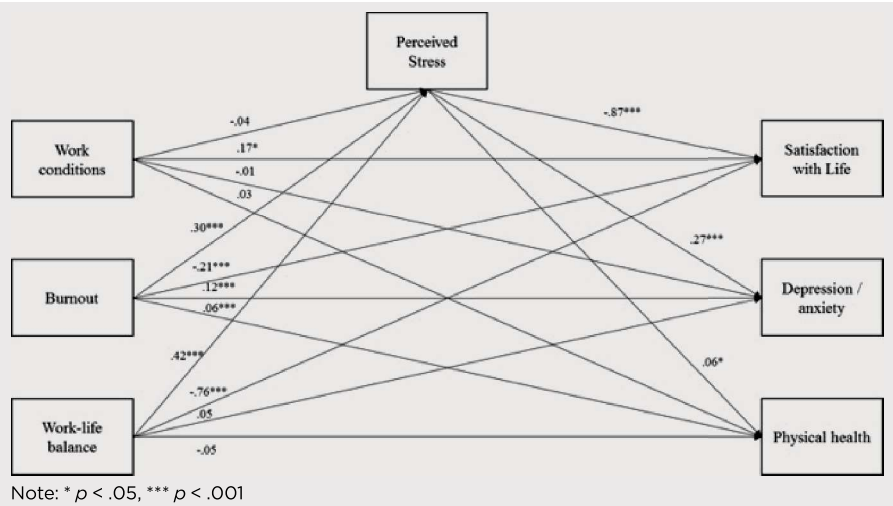 Perceived
Stress
-.04
-.87***
Work
conditions
.17*
Satisfaction
with Life
-.01
.03
.30***
.27***
-.21***
Burnout
.12***
Depression /
anxiety
.06***
.42***
.06*
-.76***
.05
Work-life
balance
Physical health
-.05
Note: * p < .05, *** p < .001